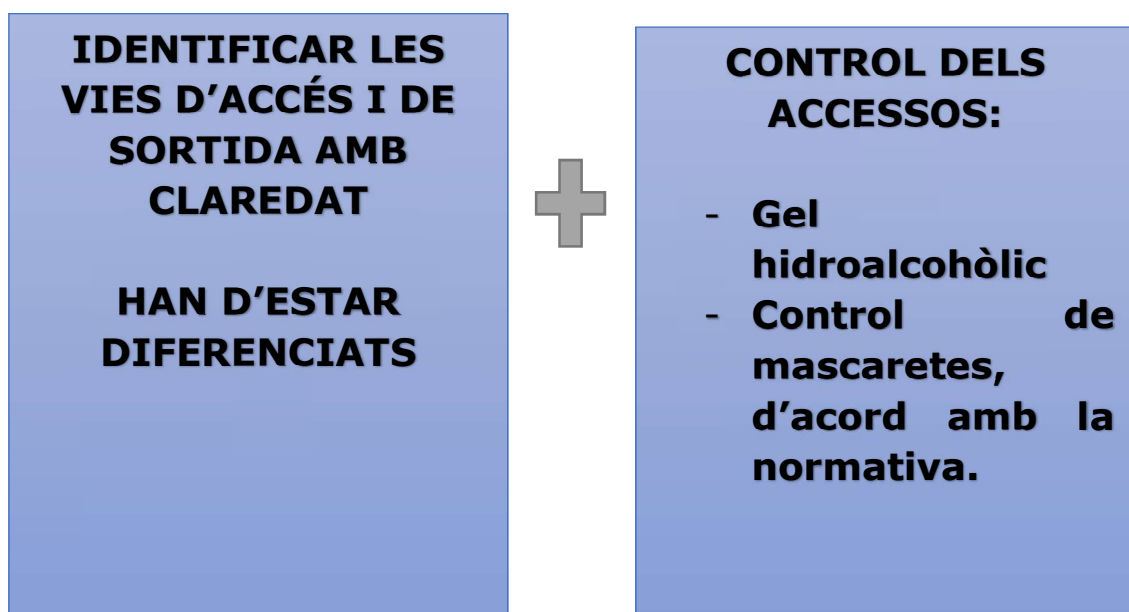 IDENTIFICAR LES
VIES D’ACCÉS I DE
SORTIDA AMB
CLAREDAT
HAN D’ESTAR
DIFERENCIATS
CONTROL DELS
ACCESSOS:
- Gel
hidroalcohòlic
- Control de
mascaretes,
d’acord amb la
normativa.